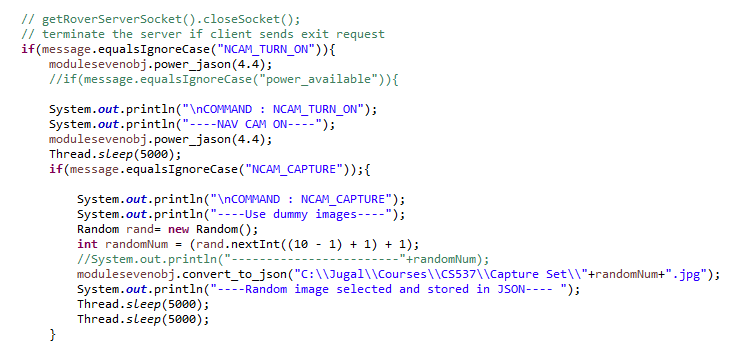 // getRoverServerSocket().closeSocket();
// terminate the server if client sends exit request
if(message.equalsIgnoreCase("NCAM_TURN_ON")){
    modulesevenobj.power_jason(4.4);
    //if(message.equalsIgnoreCase("power_available")){

    System.out.println("\nCOMMAND : NCAM_TURN_ON");
    System.out.println("----NAV CAM ON----");
    modulesevenobj.power_jason(4.4);
    Thread.sleep(5000);
    if(message.equalsIgnoreCase("NCAM_CAPTURE"));{

        System.out.println("\nCOMMAND : NCAM_CAPTURE");
        System.out.println("----Use dummy images----");
        Random rand= new Random();
        int randomNum = (rand.nextInt((10 - 1) + 1) + 1);
        //System.out.println("------------------------"+randomNum);
        modulesevenobj.convert_to_json("C:\\Jugal\\Courses\\CS537\\Capture Set\\"+randomNum+".jpg");
        System.out.println("----Random image selected and stored in JSON---- ");
        Thread.sleep(5000);
        Thread.sleep(5000);
    }